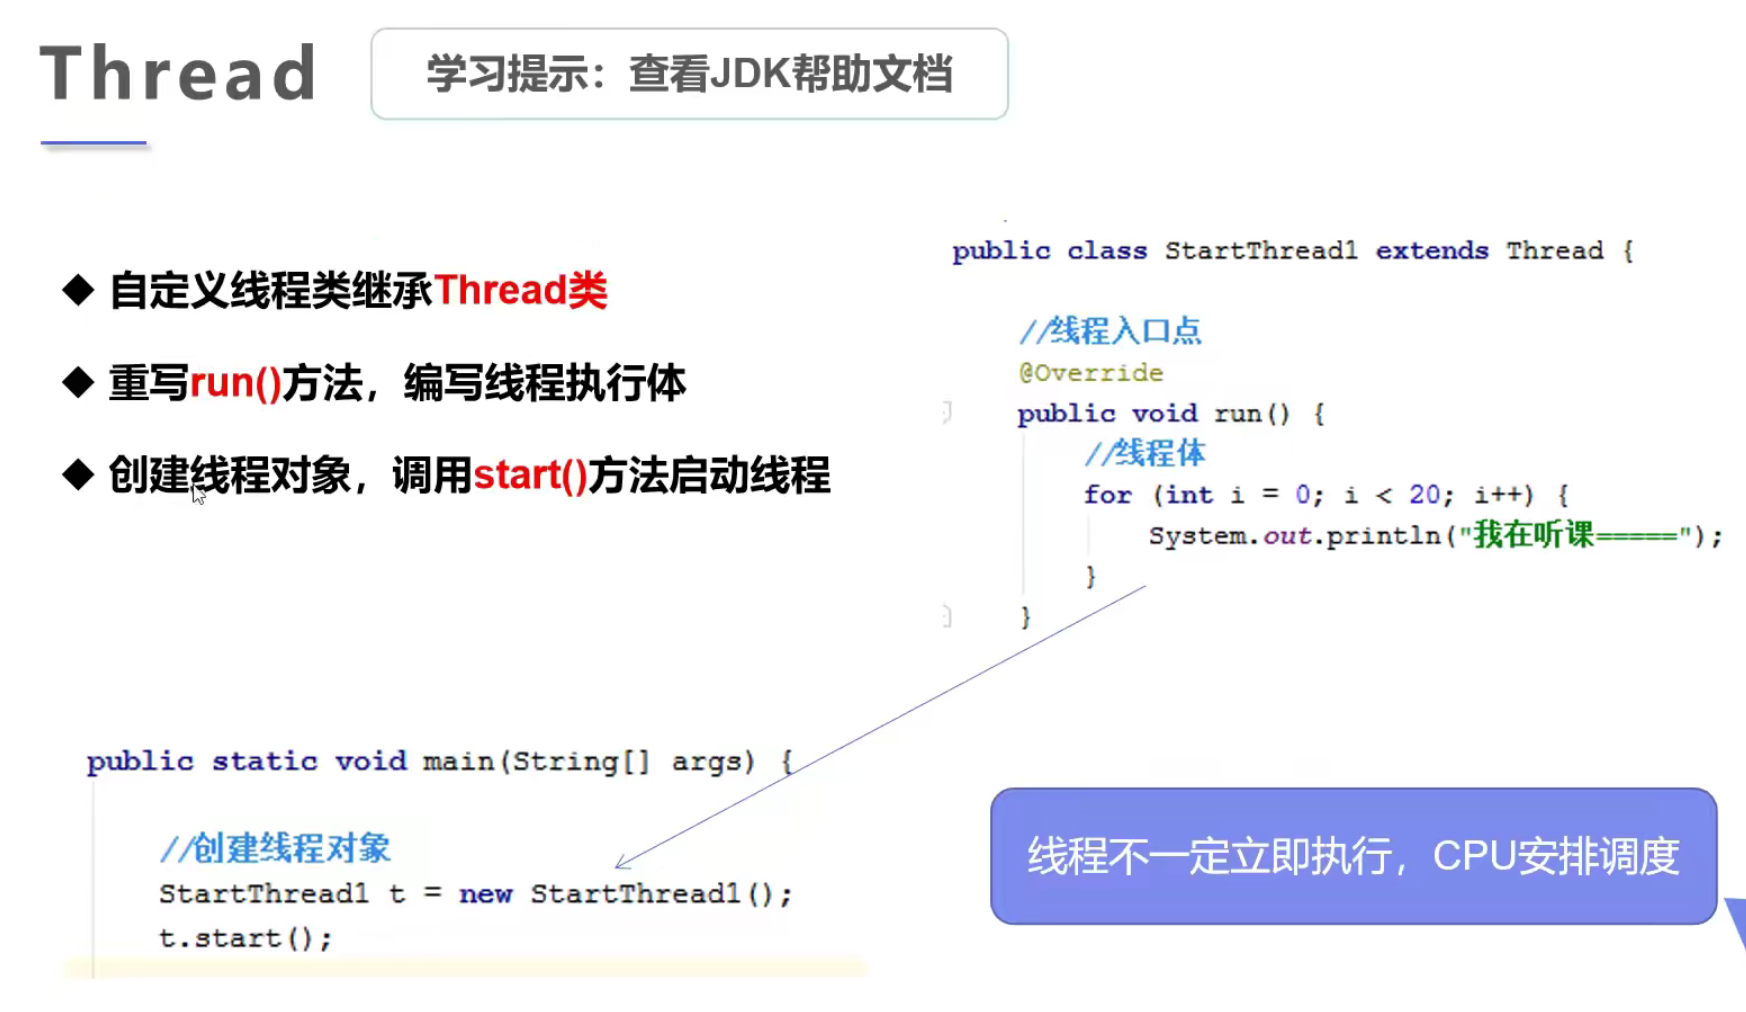 Thread
学习提示：查看JDK帮助文档
◆ 自定义线程类继承Thread类
◆ 重写run()方法，编写线程执行体
◆ 创建线程对象，调用start()方法启动线程
public class StartThread1 extends Thread {
//线程入口点
@Override
public void run() {
//线程体
for (int i = 0; i < 20; i++) {
System.out.println("我在听课=====");
}
}
public static void main(String[] args) {
//创建线程对象
StartThread1 t = new StartThread1();
t.start();
线程不一定立即执行，CPU安排调度